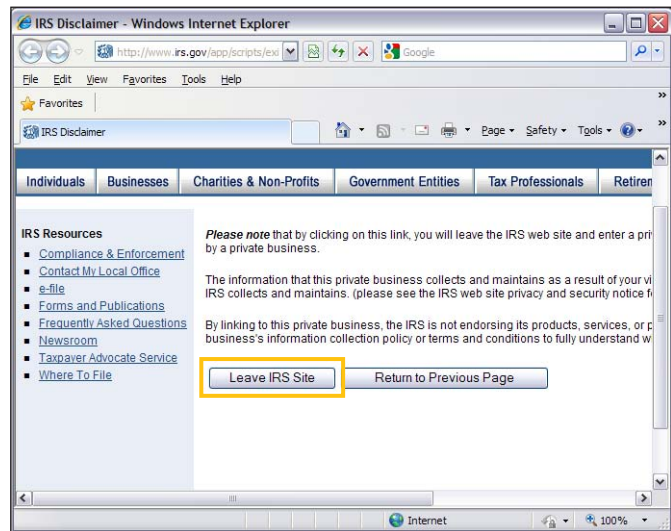 IRS Disclaimer - Windows Internet Explorer
http://www.irs.gov/app/scripts/exi
Google
File Edit View Favorites Tools Help
Favorites
IRS Disclaimer
Page Safety Tools
Individuals Businesses Charities & Non-Profits Government Entities Tax Professionals Retiren
IRS Resources
Compliance & Enforcement
Contact My Local Office
e-file
Forms and Publications
Frequently Asked Questions
Newsroom
Taxpayer Advocate Service
Where To File
Please note that by clicking on this link, you will leave the IRS web site and enter a pri
by a private business.
The information that this private business collects and maintains as a result of your vi
IRS collects and maintains. (please see the IRS web site privacy and security notice f
By linking to this private business, the IRS is not endorsing its products, services, or p
business's information collection policy or terms and conditions to fully understand w
Leave IRS Site Return to Previous Page
Internet 100%